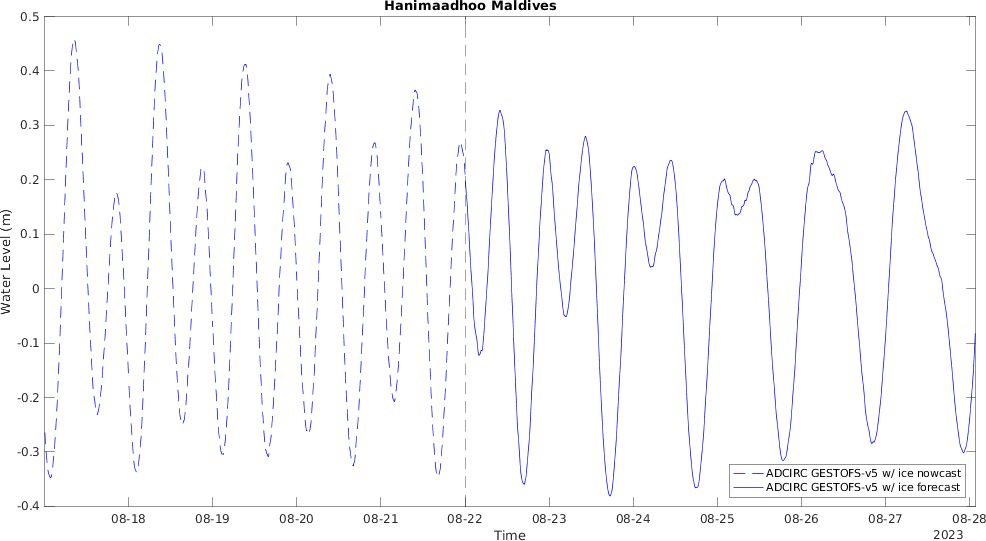 Hanimaadhoo Maldives
Water Level (m)
0.5
0.4
0.3
0.2
0.1
0
-0.1
-0.2
-0.3
-0.4
ADCIRC GESTOFS-v5 w/ ice nowcast
ADCIRC GESTOFS-v5 w/ ice forecast
08-18 08-19 08-20 08-21 08-22 08-23 08-24 08-25 08-26 08-27 08-28
Time
2023